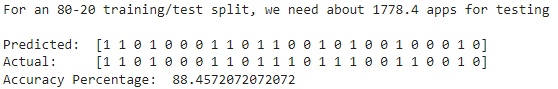 For an 80-20 training/test split, we need about 1778.4 apps for testing
Predicted:  [1 1 0 1 0 0 0 1 1 0 1 1 0 0 1 0 1 0 0 1 0 0 0 1 0]
Actual:     [1 1 0 1 0 0 0 1 1 0 1 1 1 0 1 1 1 0 0 1 1 0 0 1 0]
Accuracy Percentage:  88.4572072072072